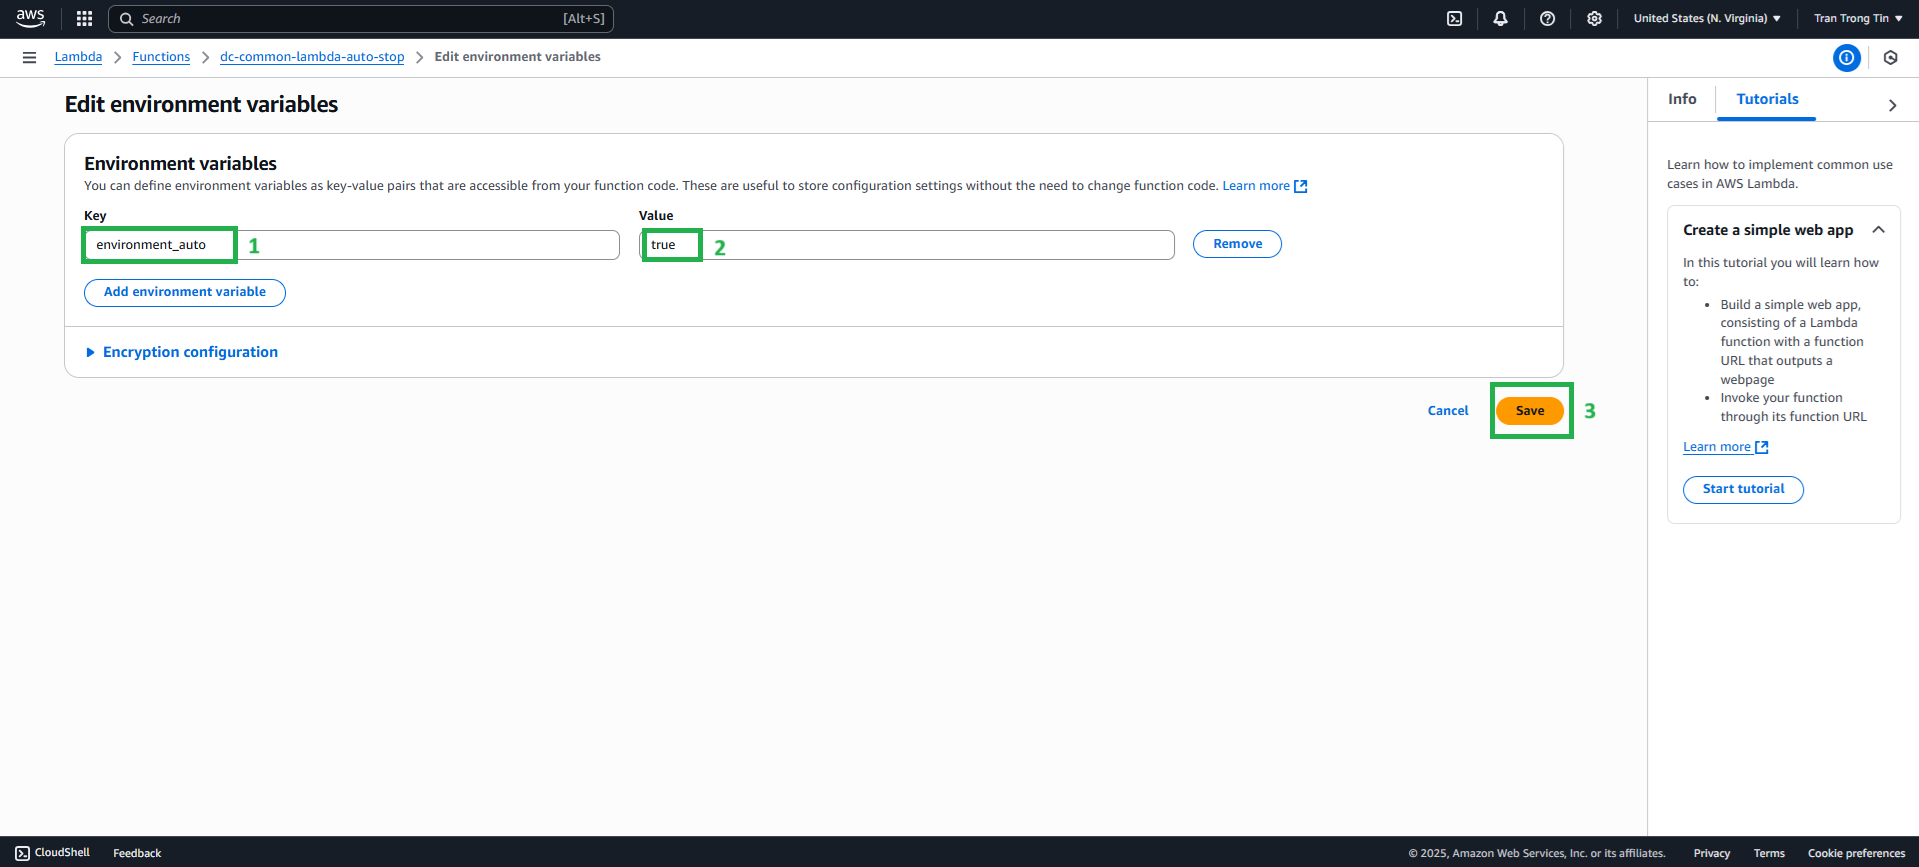 aws
Search
[Alt+S]
United States (N. Virginia)
Tran Trong Tin
Lambda
Functions
dc-common-lambda-auto-stop
Edit environment variables
Edit environment variables
Environment variables
You can define environment variables as key-value pairs that are accessible from your function code. These are useful to store configuration settings without the need to change function code. Learn more
Key
Value
environment_auto
1
true
2
Remove
Add environment variable
Encryption configuration
Cancel
Save
3
Info
Tutorials
Learn how to implement common use
cases in AWS Lambda.
Create a simple web app
In this tutorial you will learn how
to:
• Build a simple web app,
consisting of a Lambda
function with a function
URL that outputs a
webpage
• Invoke your function
through its function URL
Learn more
Start tutorial
CloudShell
Feedback
© 2025, Amazon Web Services, Inc. or its affiliates.
Privacy
Terms
Cookie preferences